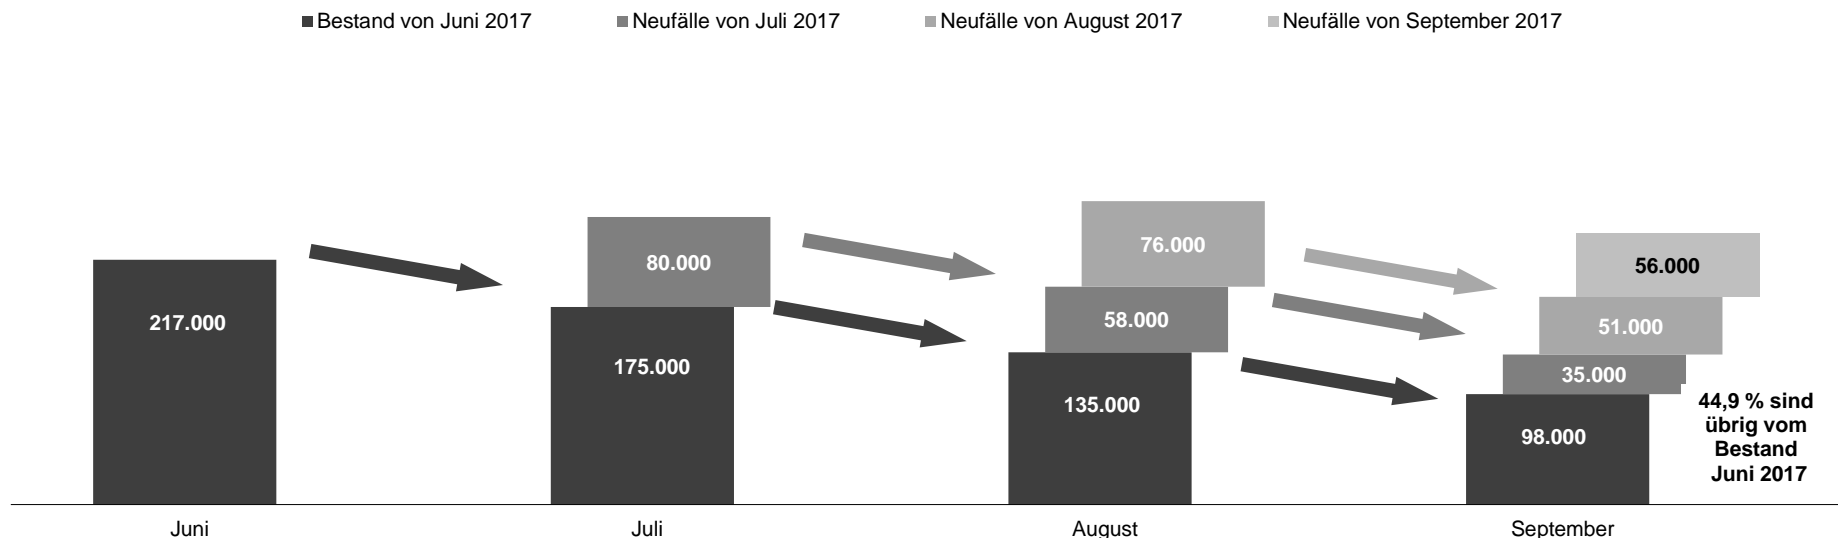 Bestand von Juni 2017
Neufälle von Juli 2017
Neufälle von August 2017
Neufälle von September 2017
217.000
80.000
175.000
76.000
58.000
135.000
56.000
51.000
35.000
98.000
44,9 % sind
übrig vom
Bestand
Juni 2017
Juni
Juli
August
September